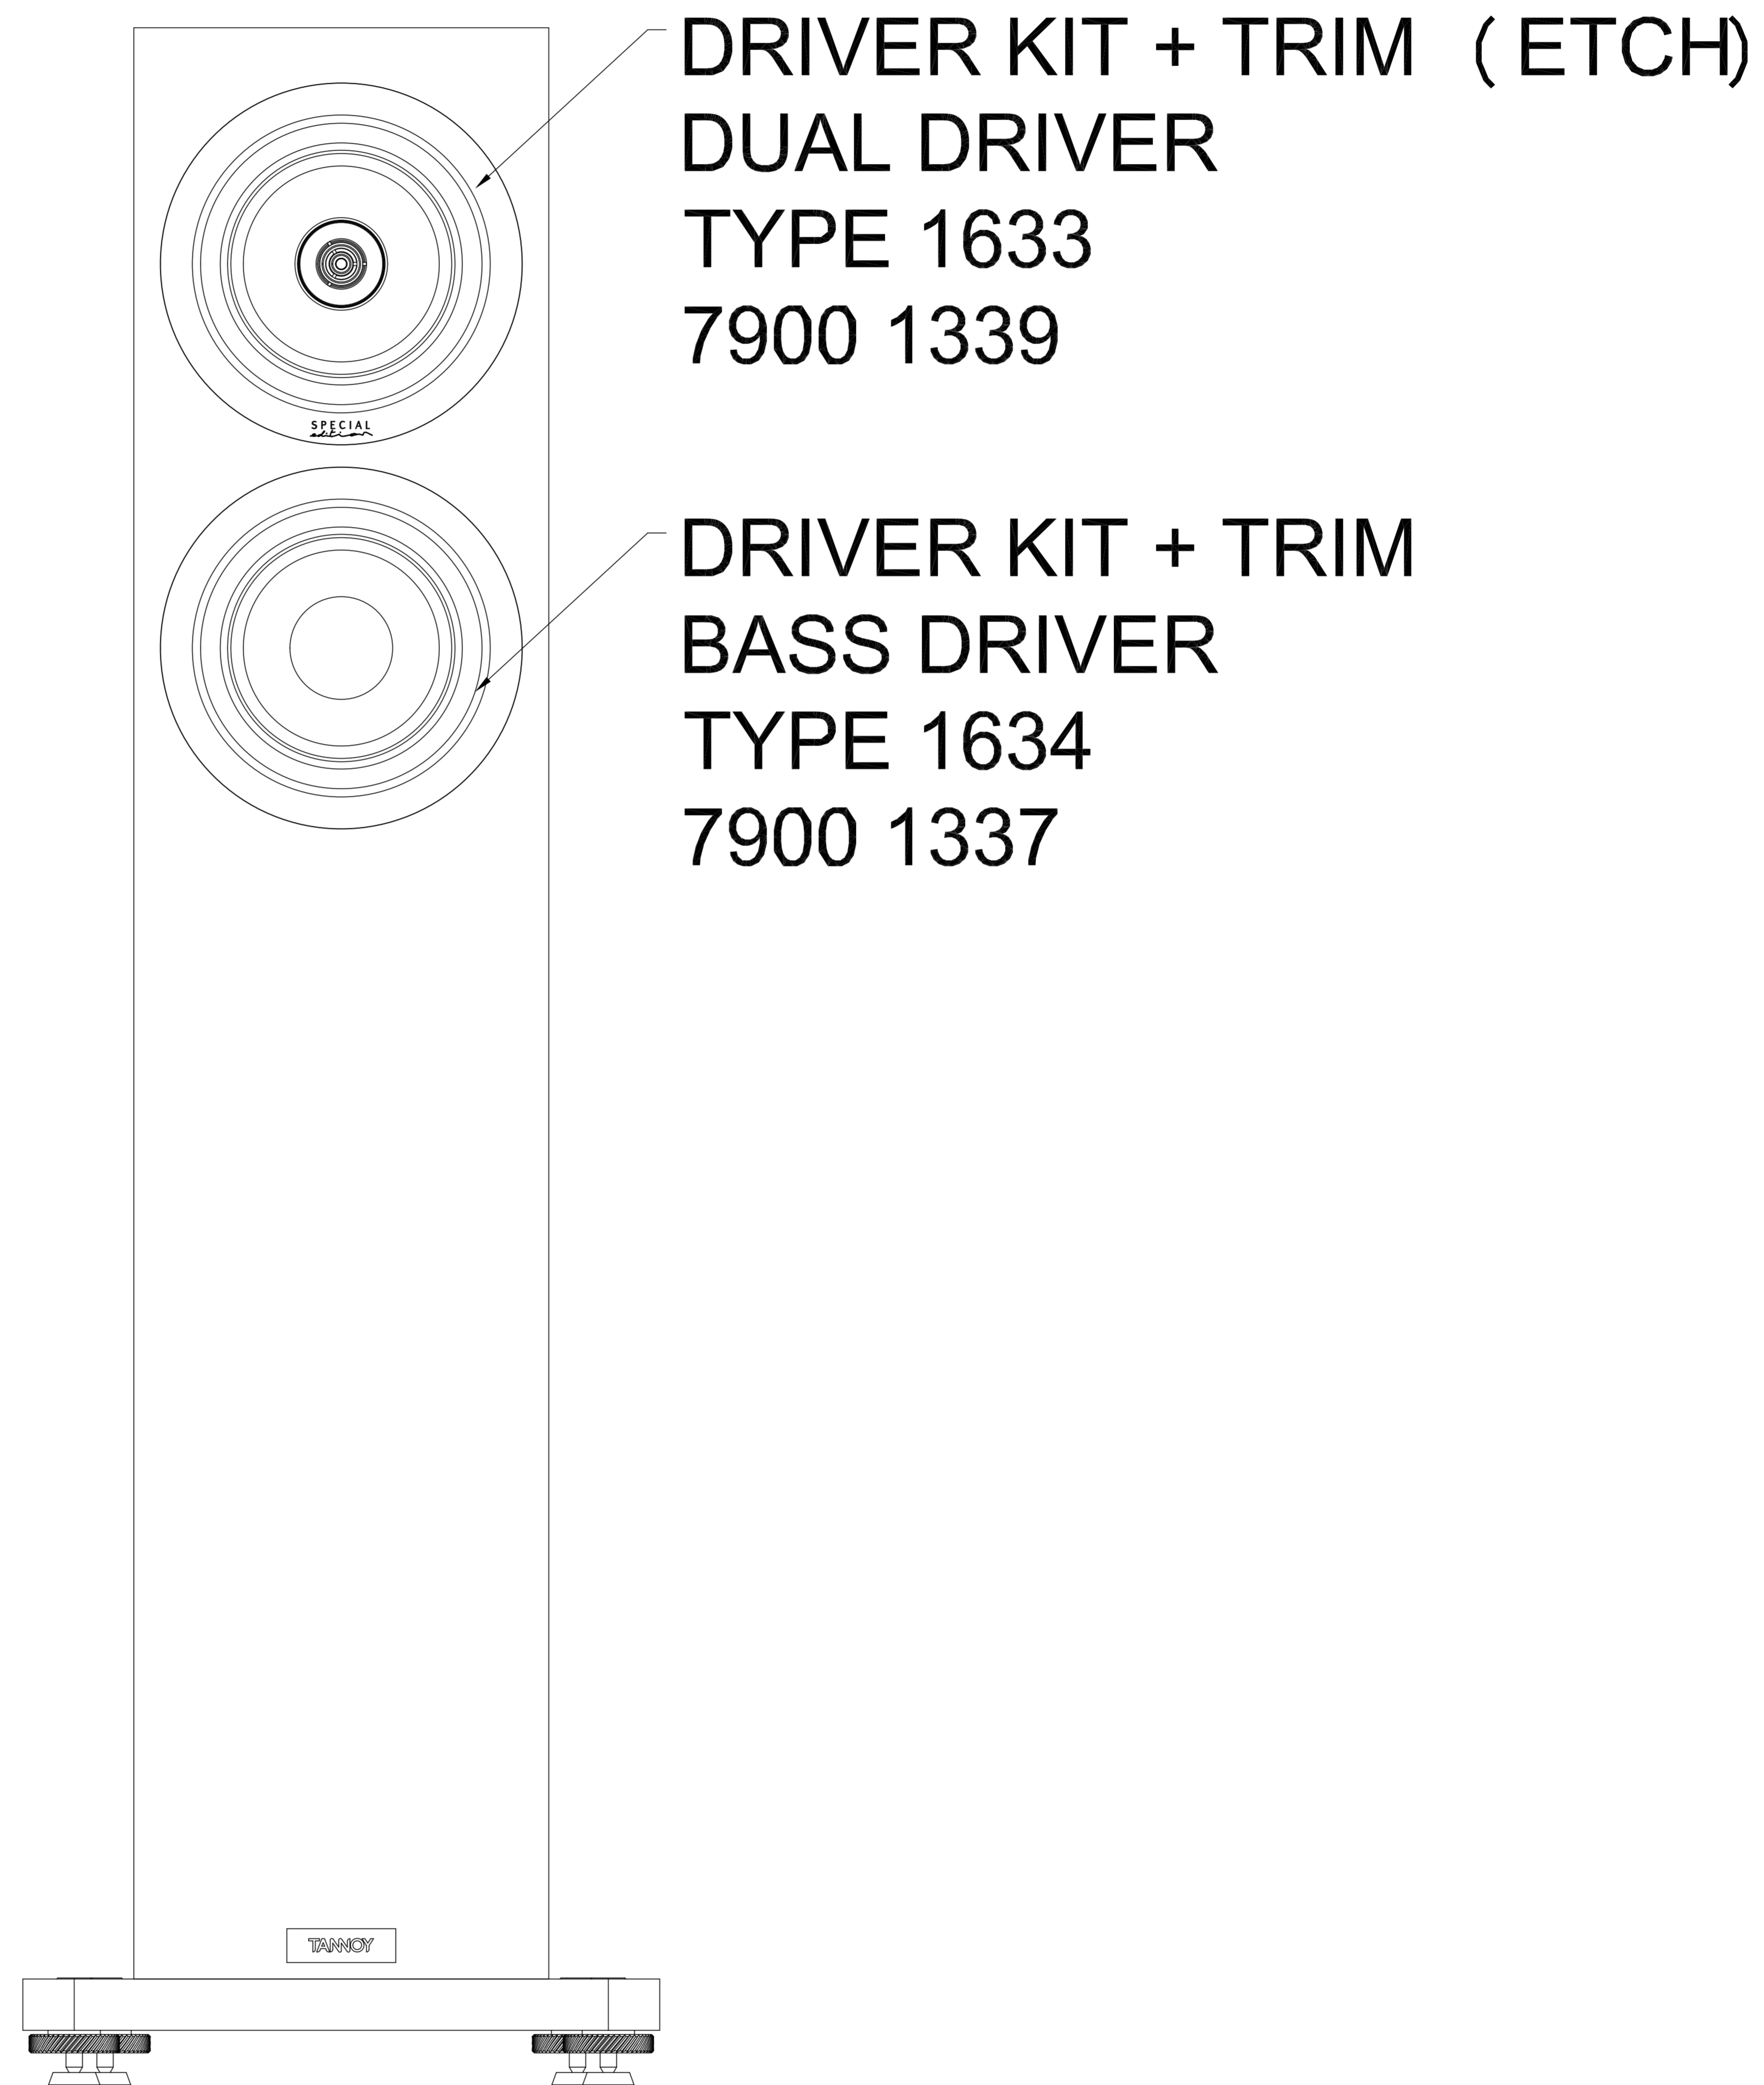 DRIVER KIT + TRIM ( ETCH)
DUAL DRIVER
TYPE 1633
7900 1339
SPECIAL
edition
DRIVER KIT + TRIM
BASS DRIVER
TYPE 1634
7900 1337
TANNOY